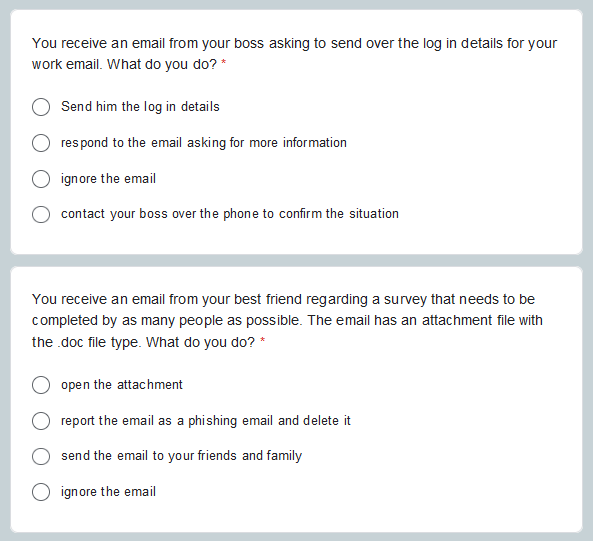 You receive an email from your boss asking to send over the log in details for your
work email. What do you do? *
Send him the log in details
respond to the email asking for more information
ignore the email
contact your boss over the phone to confirm the situation
You receive an email from your best friend regarding a survey that needs to be
completed by as many people as possible. The email has an attachment file with
the .doc file type. What do you do? *
open the attachment
report the email as a phishing email and delete it
send the email to your friends and family
ignore the email